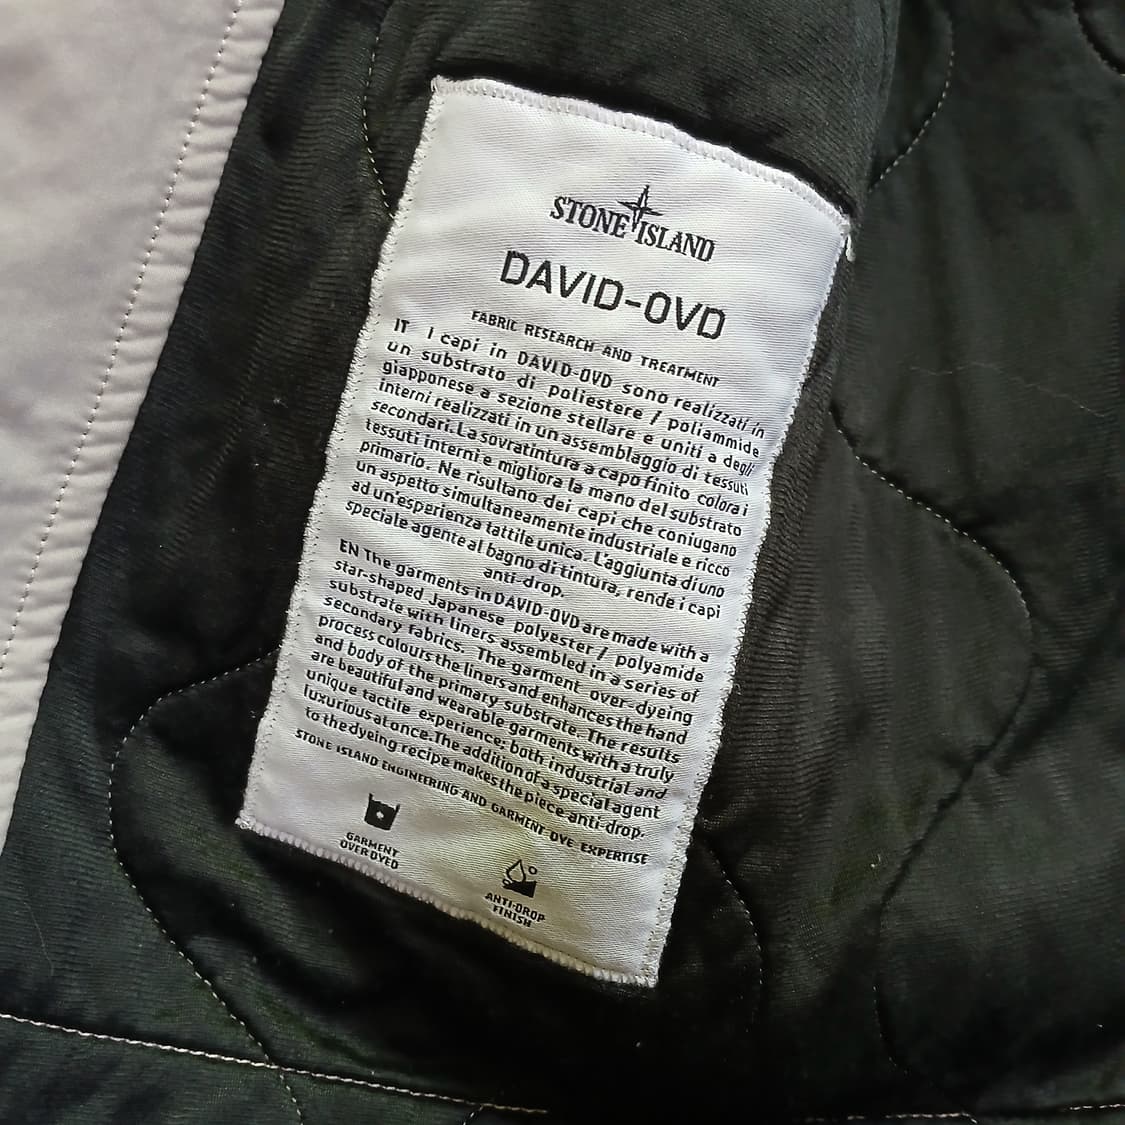 STONE ISLAND
DAVID-OVD
FABRIC RESEARCH AND TREATMENT
IT I capi in DAVID-OVD sono realizzati in
un substrato di poliestere / poliammide
giapponese a sezione stellare e uniti a degli
interni realizzati in un assemblaggio di tessuti
secondari. La sovratintura a capo finito colora i
tessuti interni e migliora la mano del substrato
primario. Ne risultano dei capi che coniugano
un aspetto simultaneamente industriale e ricco
ad un'esperienza tattile unica. L'aggiunta di uno
speciale agente al bagno di tintura, rende i capi
anti-drop.
EN The garments in DAVID-OVD are made with a
star-shaped Japanese polyester / polyamide
substrate with liners assembled in a series of
secondary fabrics. The garment over-dyeing
process colours the liners and enhances the hand
and body of the primary substrate. The results
are beautiful and wearable garments with a truly
unique tactile experience; both industrial and
luxurious at once. The addition of a special agent
to the dyeing recipe makes the piece anti-drop.
STONE ISLAND ENGINEERING AND GARMENT DYE EXPERTISE
GARMENT
OVER DYED
ANTI-DROP
FINISH